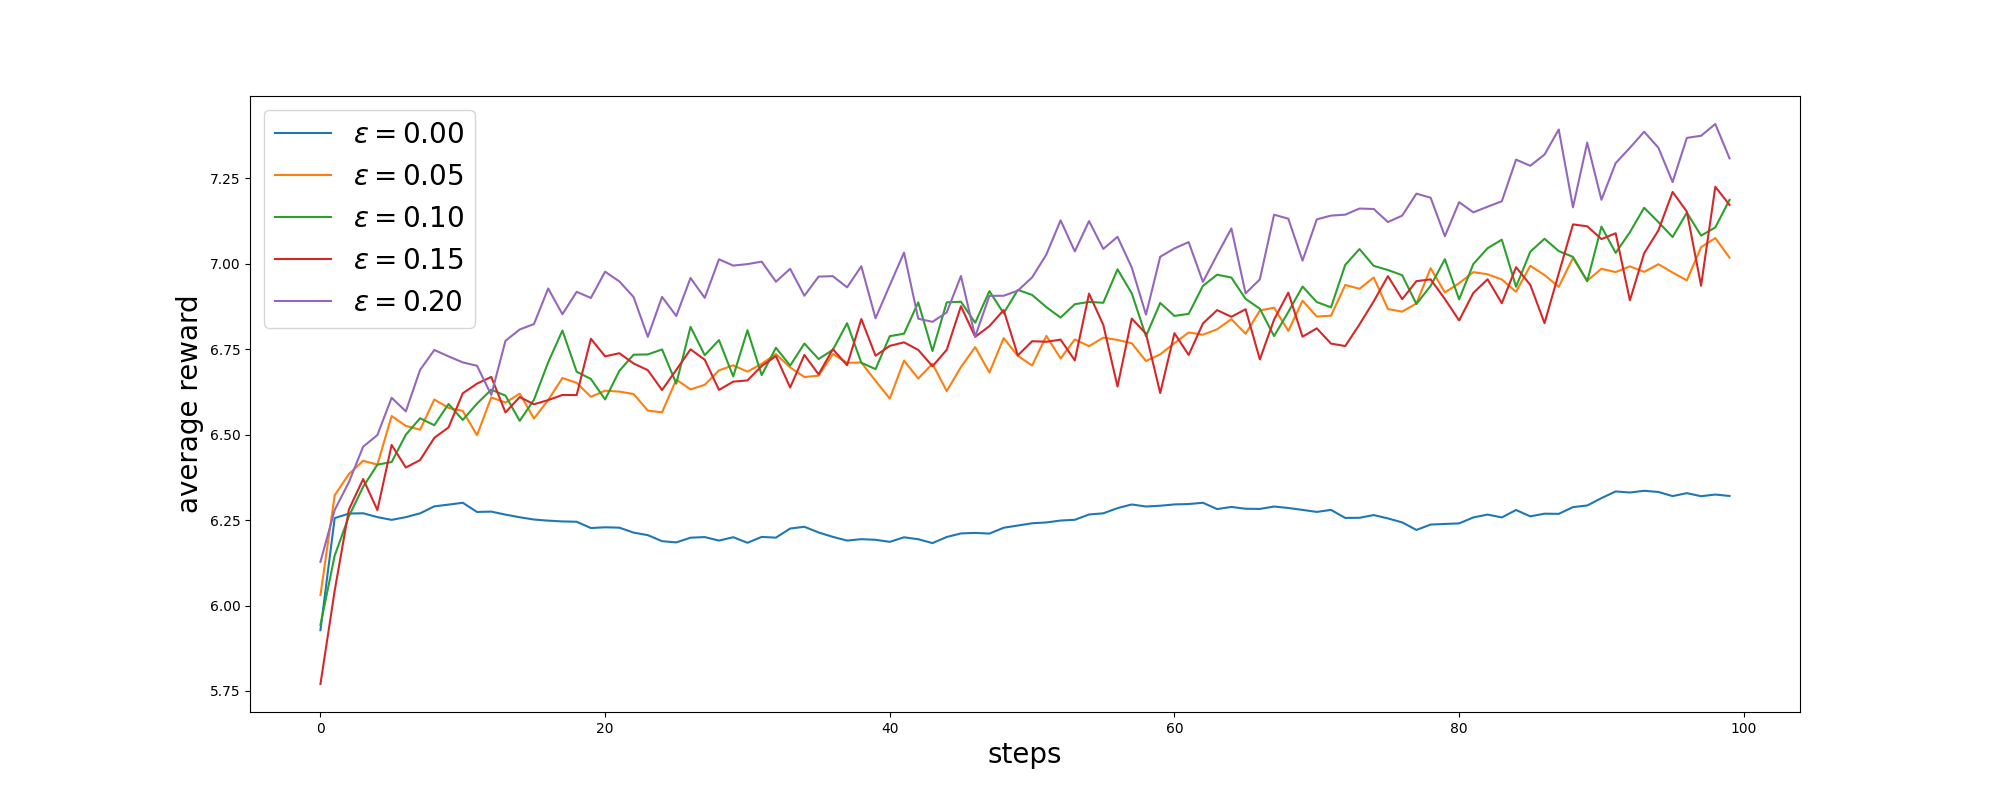 ε = 0.00
ε = 0.05
ε = 0.10
ε = 0.15
ε = 0.20
average reward
7.25
7.00
6.75
6.50
6.25
6.00
5.75
0 20 40 60 80 100
steps